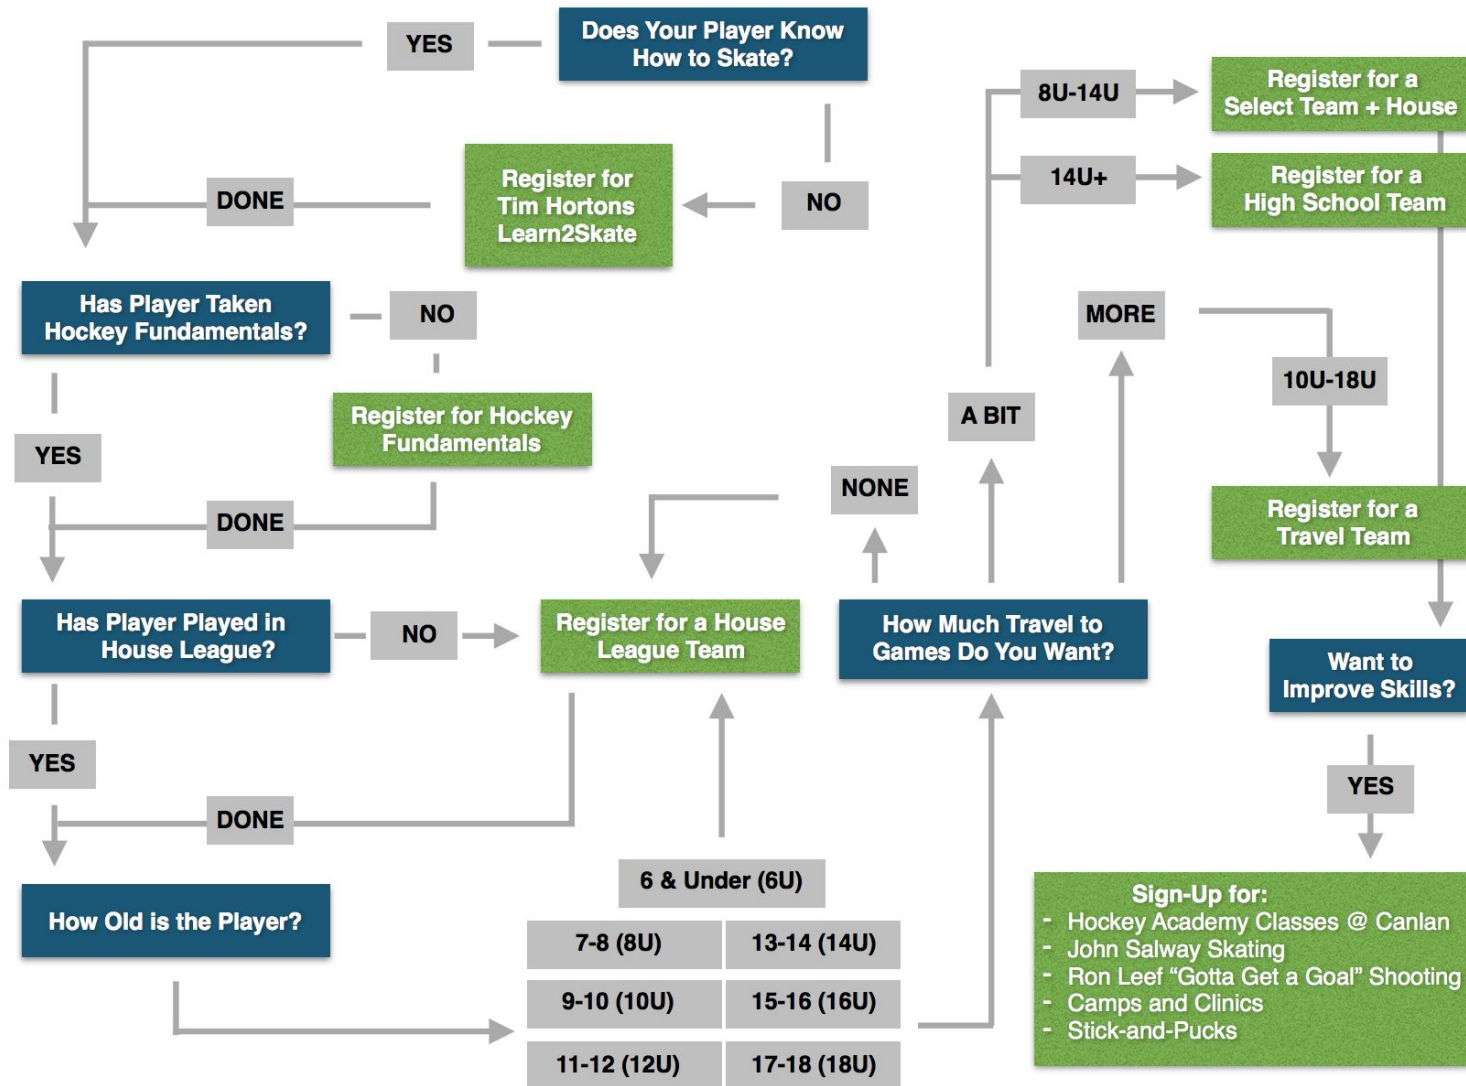 Does Your Player Know
How to Skate?
YES
NO
Register for
Tim Hortons
Learn2Skate
DONE
Has Player Taken
Hockey Fundamentals?
NO
Register for Hockey
Fundamentals
YES
DONE
Has Player Played in
House League?
NO
Register for a House
League Team
YES
DONE
How Old is the Player?
6 & Under (6U)
7-8 (8U)
13-14 (14U)
9-10 (10U)
15-16 (16U)
11-12 (12U)
17-18 (18U)
How Much Travel to
Games Do You Want?
NONE
A BIT
MORE
8U-14U
Register for a
Select Team + House
14U+
Register for a
High School Team
10U-18U
Register for a
Travel Team
Want to
Improve Skills?
YES
Sign-Up for:
- Hockey Academy Classes @ Canlan
- John Salway Skating
- Ron Leef “Gotta Get a Goal” Shooting
- Camps and Clinics
- Stick-and-Pucks